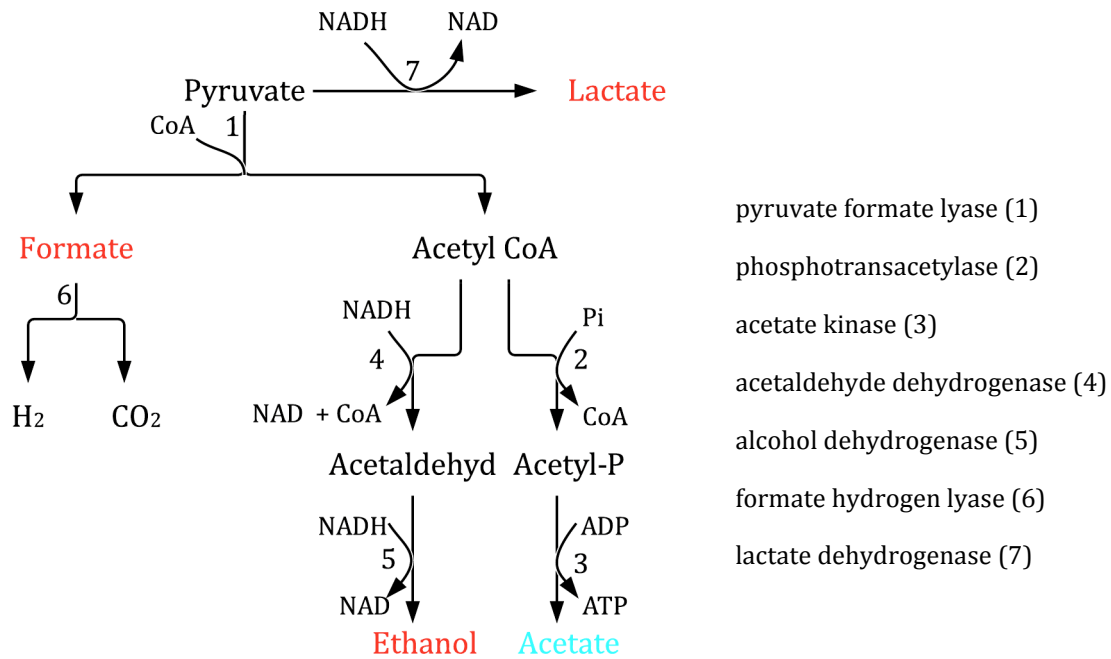 NADH NAD
7
Pyruvate Lactate
CoA 1
Formate Acetyl CoA
6
NADH Pi
4 2
H2 CO2 NAD + CoA CoA
Acetaldehyd Acetyl-P
NADH ADP
5 3
NAD ATP
Ethanol Acetate
pyruvate formate lyase (1)
phosphotransacetylase (2)
acetate kinase (3)
acetaldehyde dehydrogenase (4)
alcohol dehydrogenase (5)
formate hydrogen lyase (6)
lactate dehydrogenase (7)